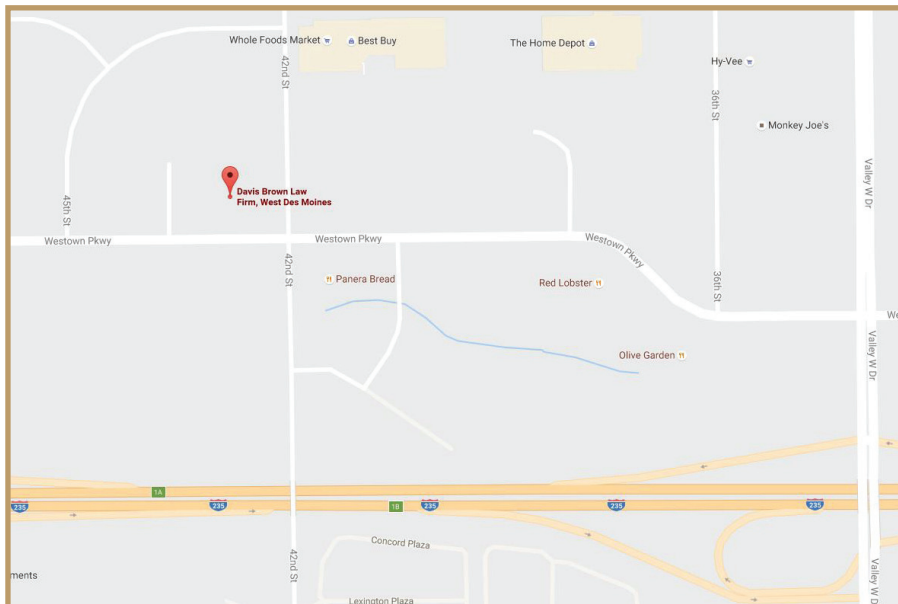 Whole Foods Market
Best Buy
The Home Depot
Hy-Vee
42nd St
36th St
Monkey Joe's
Valley W Dr
45th St
Davis Brown Law
Firm, West Des Moines
Westown Pkwy
Westown Pkwy
Westown Pkwy
42nd St
Panera Bread
Red Lobster
36th St
We
Valley W Dr
Olive Garden
1A
235
235
1B
235
235
235
42nd St
Concord Plaza
Valley W D
ments
Lexington Plaza